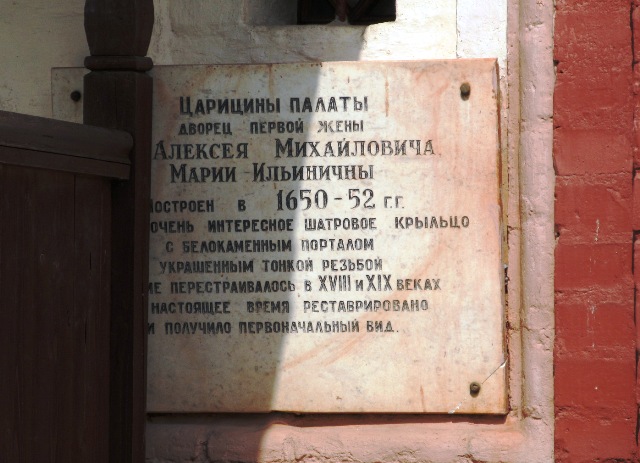 Царицины палаты
дворец первой жены
Алексея Михайловича
Марии Ильиничны
построен в 1650-52 г.г.
очень интересное шатровое крыльцо
с белокаменным порталом
украшенным тонкой резьбой
перестраивалось в XVIII и XIX веках
настоящее время реставрировано
и получило первоначальный вид.